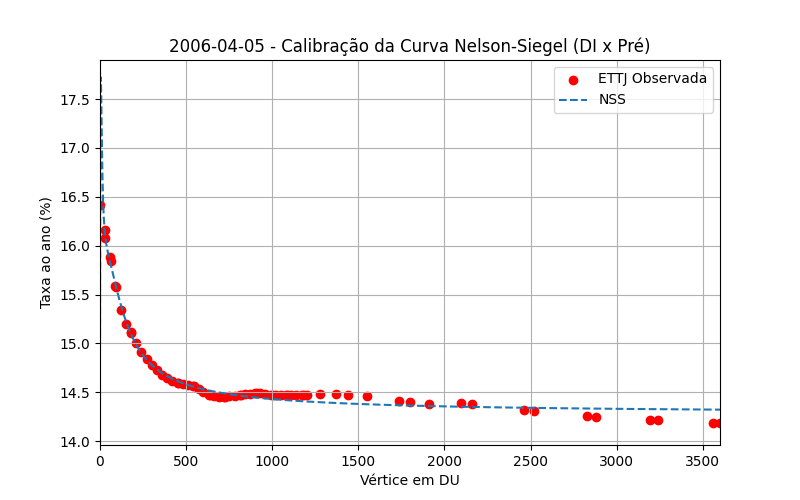 2006-04-05 - Calibração da Curva Nelson-Siegel (DI x Pré)
ETTJ Observada
NSS
Taxa ao ano (%)
17.5
17.0
16.5
16.0
15.5
15.0
14.5
14.0
0 500 1000 1500 2000 2500 3000 3500
Vértice em DU